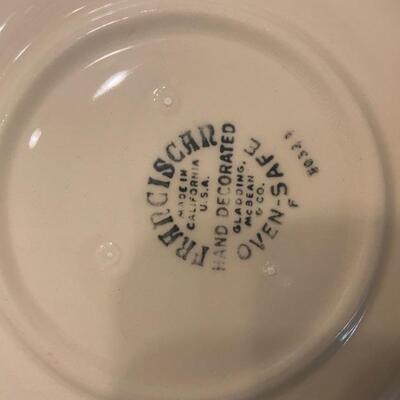 FRANCISCAN
MADE IN
CALIFORNIA
U.S.A.
HAND DECORATED
GLADDING,
McBEAN
& CO.
OVEN-SAFE
F